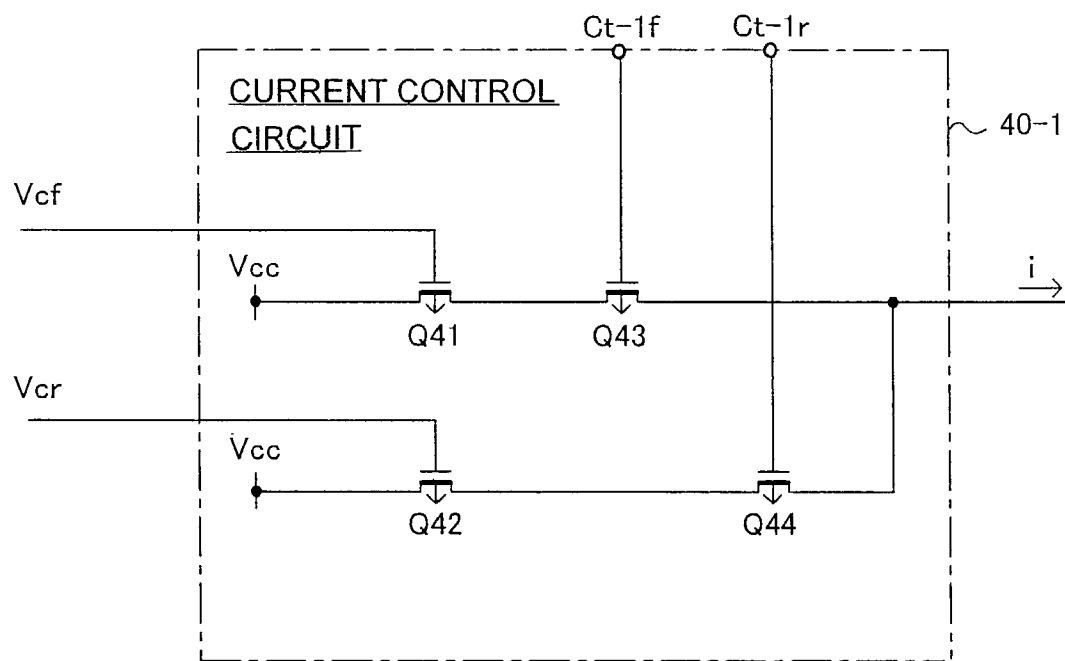 Ct-1f Ct-1r
CURRENT CONTROL
CIRCUIT
40-1
Vcf
Vcc
i
Q41 Q43
Vcr
Vcc
Q42 Q44